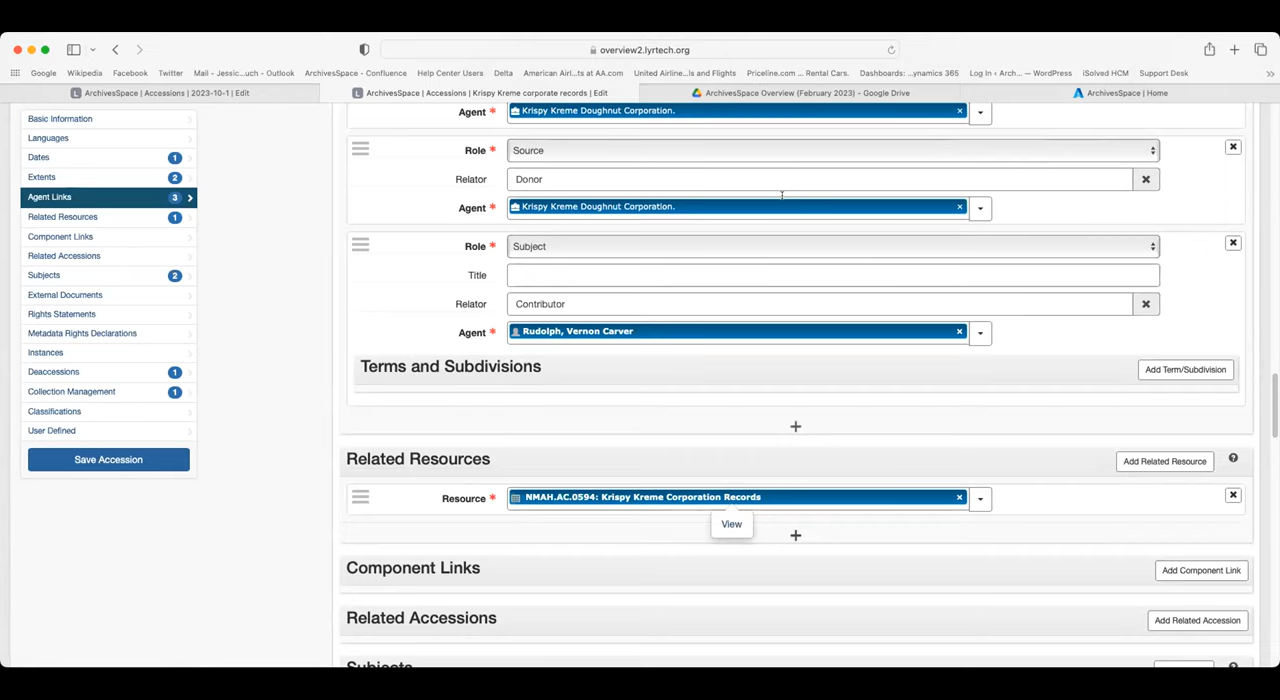 overview2.lyrtech.org
Google Wikipedia Facebook Twitter Mail - Jessic...uch - Outlook ArchivesSpace - Confluence Help Center Users Delta American Airl...ts at AA.com United Airline...ls and Flights Priceline.com ... Rental Cars. Dashboards: ...ynamics 365 Log In ‹ Arch... — WordPress iSolved HCM Support Desk
ArchivesSpace | Accessions | 2023-10-1 | Edit
ArchivesSpace | Accessions | Krispy Kreme corporate records | Edit
ArchivesSpace Overview (February 2023) - Google Drive
ArchivesSpace | Home
Basic Information
Languages
Dates 1
Extents 2
Agent Links 3
Related Resources 1
Component Links
Related Accessions
Subjects 2
External Documents
Rights Statements
Metadata Rights Declarations
Instances
Deaccessions 1
Collection Management 1
Classifications
User Defined
Save Accession
Agent * Krispy Kreme Doughnut Corporation.
Role * Source
Relator Donor
Agent * Krispy Kreme Doughnut Corporation.
Role * Subject
Title
Relator Contributor
Agent * Rudolph, Vernon Carver
Terms and Subdivisions Add Term/Subdivision
Related Resources Add Related Resource
Resource * NMAH.AC.0594: Krispy Kreme Corporation Records
View
Component Links Add Component Link
Related Accessions Add Related Accession
Subjects